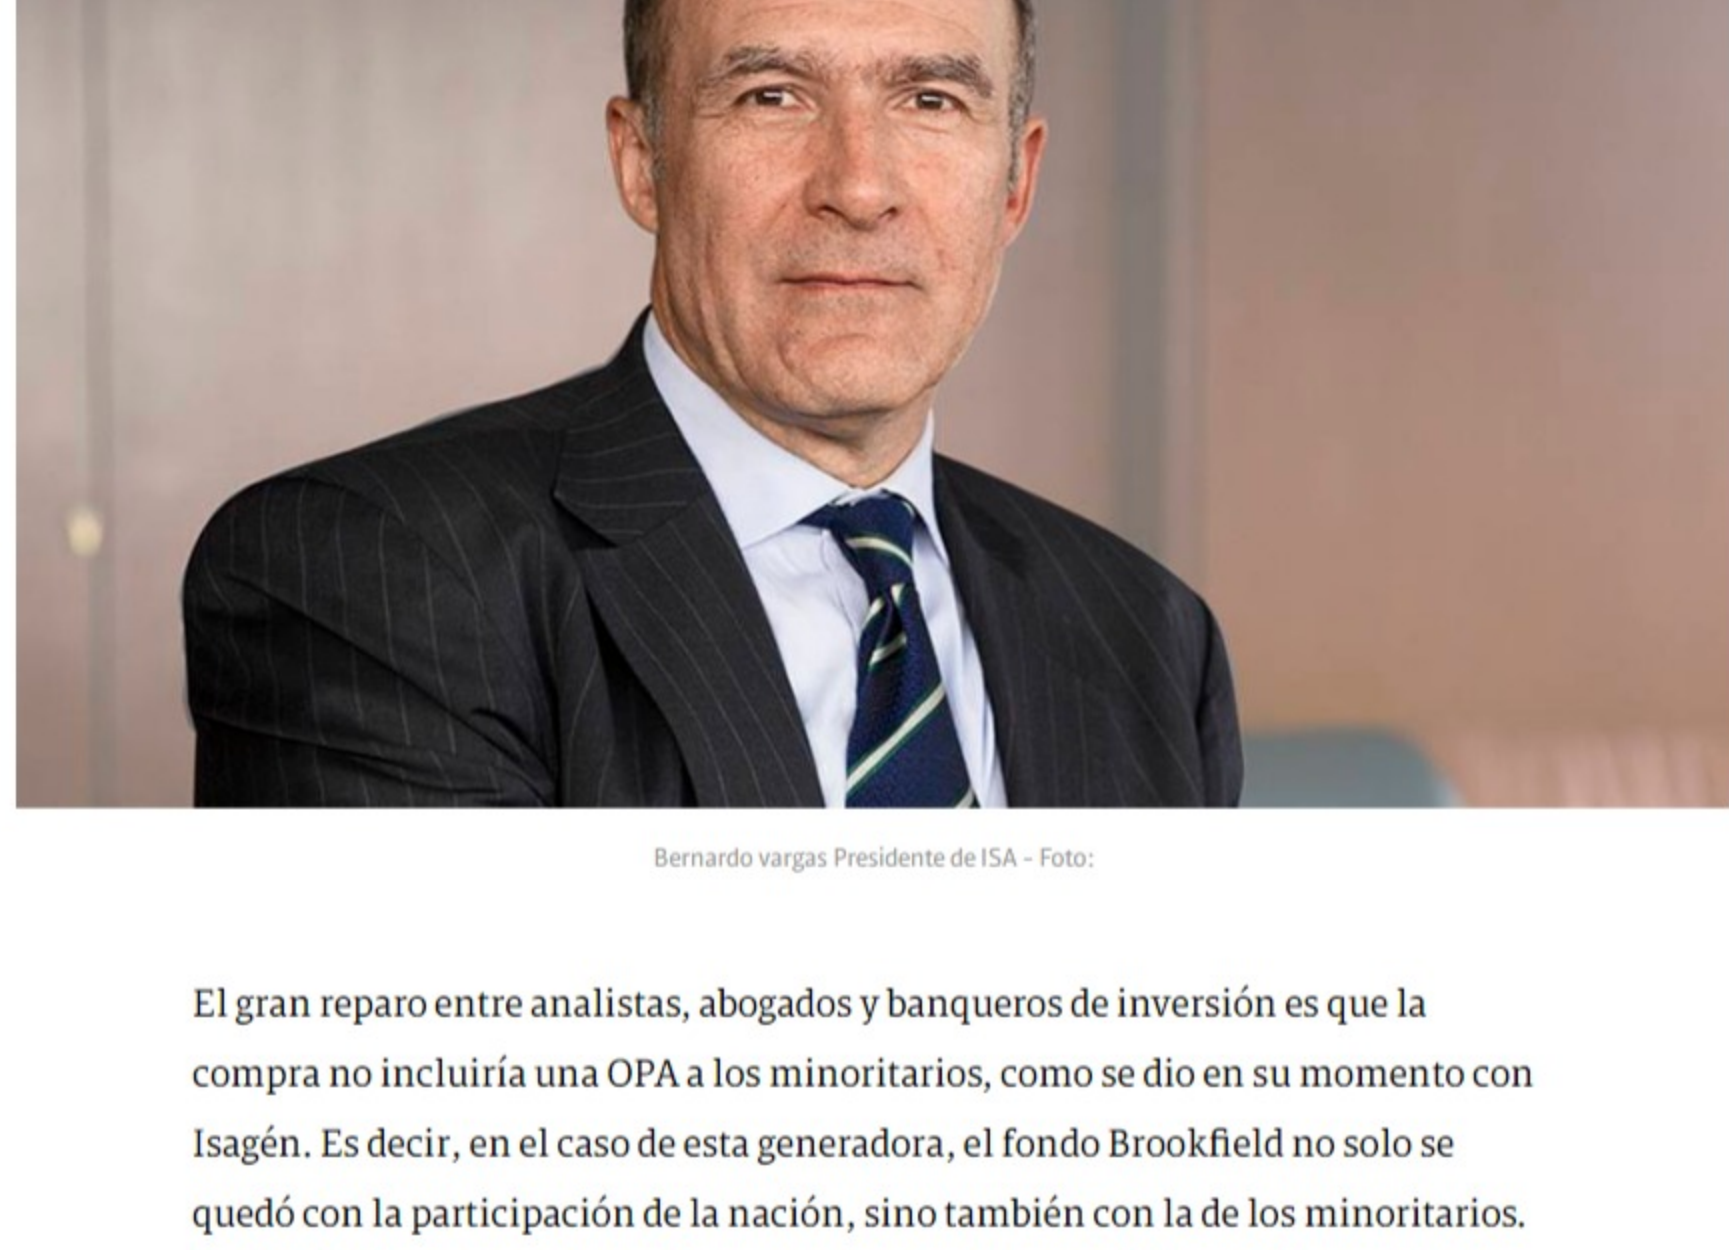 Bernardo vargas Presidente de ISA - Foto:
El gran reparo entre analistas, abogados y banqueros de inversión es que la
compra no incluiría una OPA a los minoritarios, como se dio en su momento con
Isagén. Es decir, en el caso de esta generadora, el fondo Brookfield no solo se
quedó con la participación de la nación, sino también con la de los minoritarios.